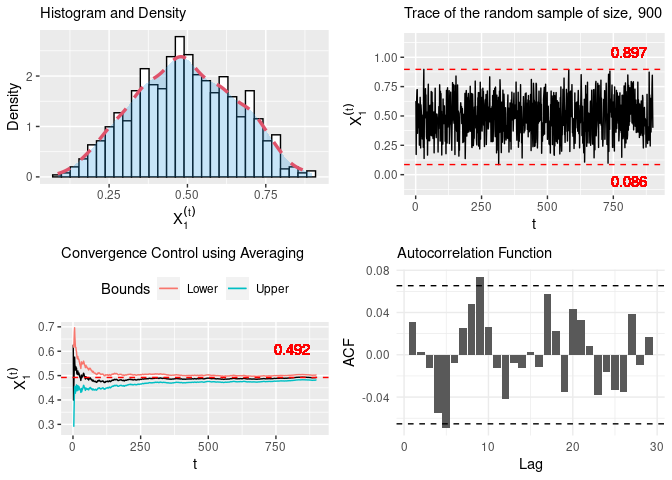 Histogram and Density
Density
2
1
0
0.25 0.50 0.75
X₁⁽ᵗ⁾
Trace of the random sample of size, 900
X₁⁽ᵗ⁾
1.00
0.75
0.50
0.25
0.00
0.897
0.086
0 250 500 750
t
Convergence Control using Averaging
Bounds Lower Upper
X₁⁽ᵗ⁾
0.7
0.6
0.5
0.4
0.3
0.492
0 250 500 750
t
Autocorrelation Function
ACF
0.08
0.04
0.00
-0.04
0 10 20 30
Lag